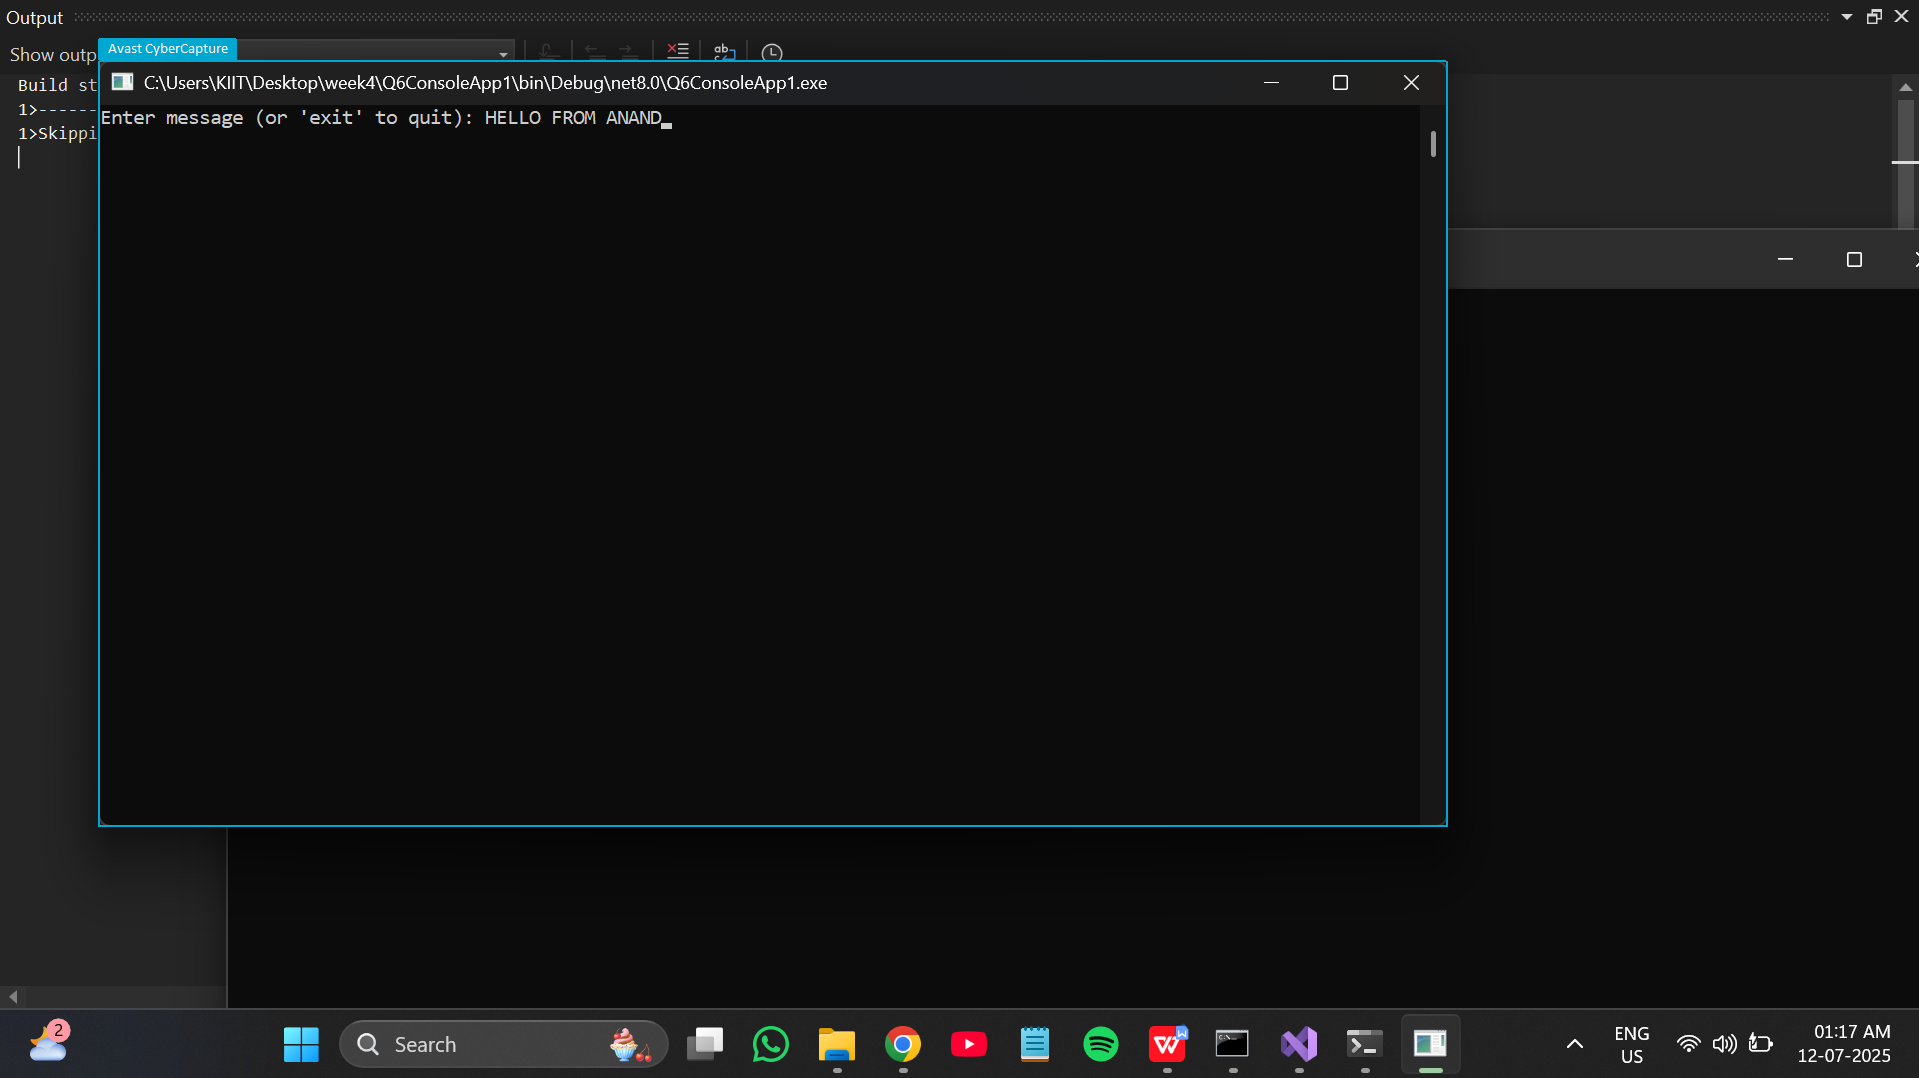 Output
Show outp
Avast CyberCapture
Build st
1>------
1>Skippi
C:\Users\KIIT\Desktop\week4\Q6ConsoleApp1\bin\Debug\net8.0\Q6ConsoleApp1.exe
Enter message (or 'exit' to quit): HELLO FROM ANAND
2
Search
ENG
US
01:17 AM
12-07-2025